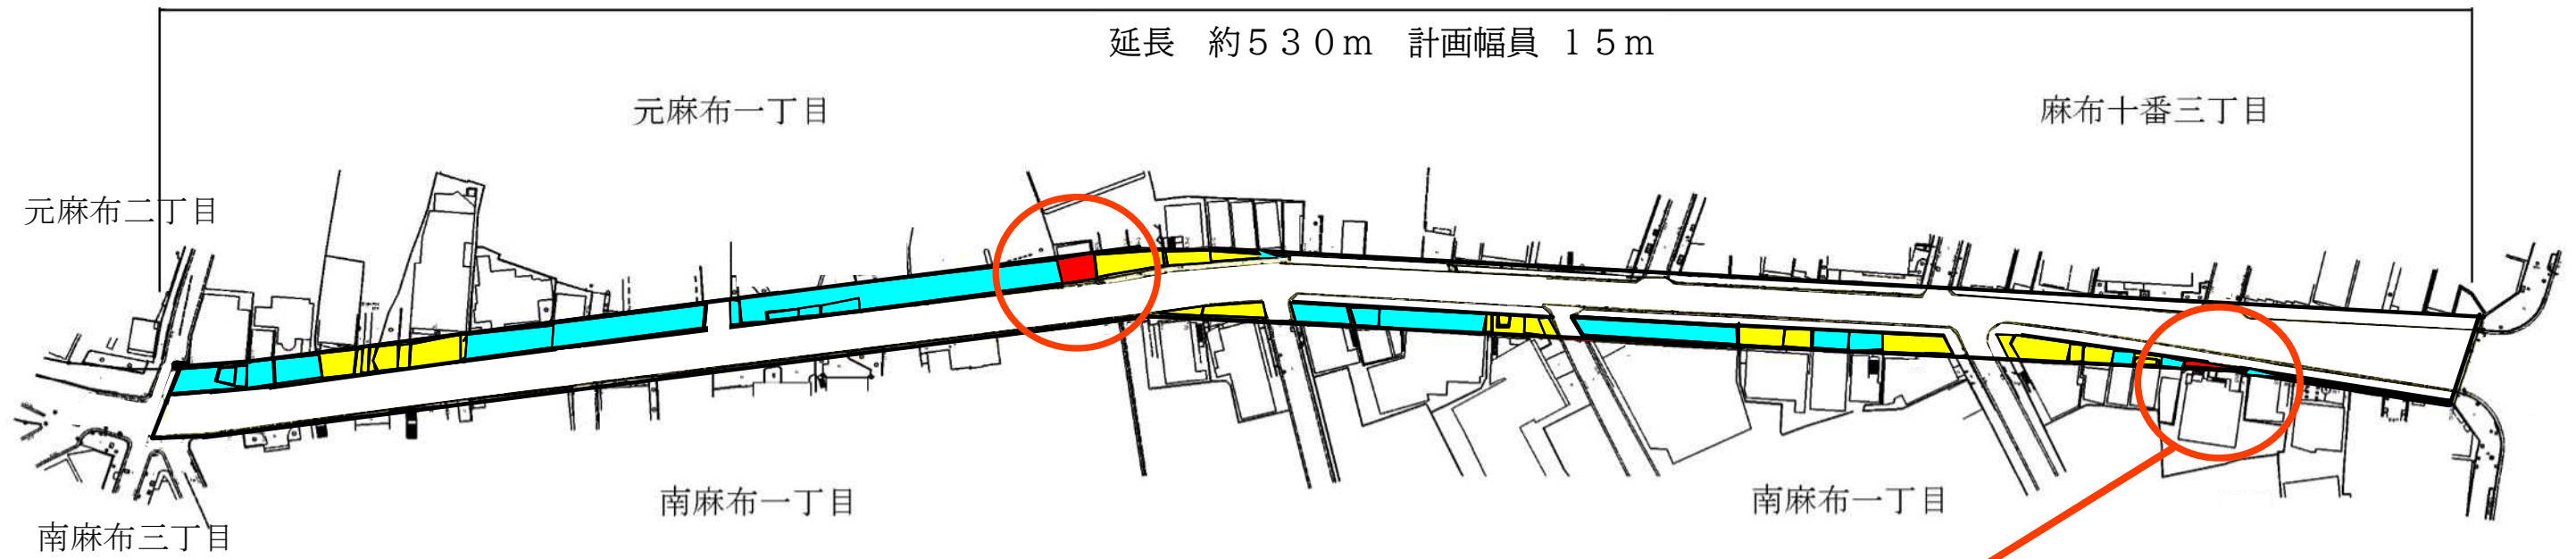 延長　約５３０ｍ　計画幅員　１５ｍ
元麻布一丁目
麻布十番三丁目
元麻布二丁目
南麻布一丁目
南麻布一丁目
南麻布三丁目